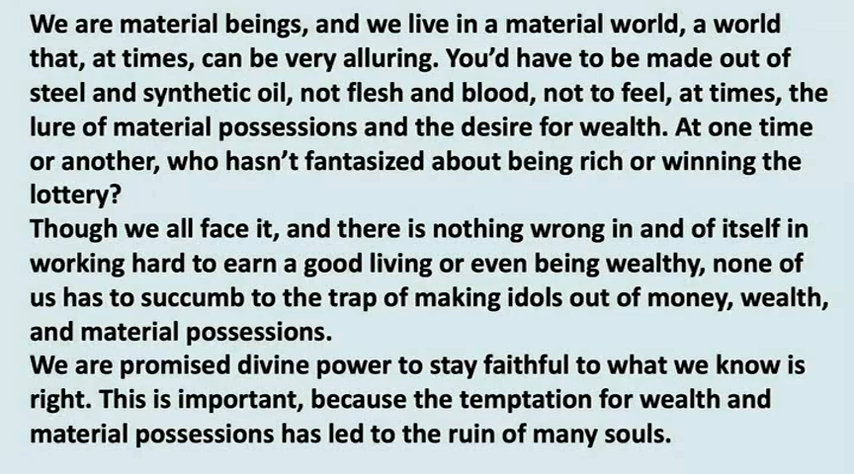 We are material beings, and we live in a material world, a world
that, at times, can be very alluring. You’d have to be made out of
steel and synthetic oil, not flesh and blood, not to feel, at times, the
lure of material possessions and the desire for wealth. At one time
or another, who hasn’t fantasized about being rich or winning the
lottery?
Though we all face it, and there is nothing wrong in and of itself in
working hard to earn a good living or even being wealthy, none of
us has to succumb to the trap of making idols out of money, wealth,
and material possessions.
We are promised divine power to stay faithful to what we know is
right. This is important, because the temptation for wealth and
material possessions has led to the ruin of many souls.